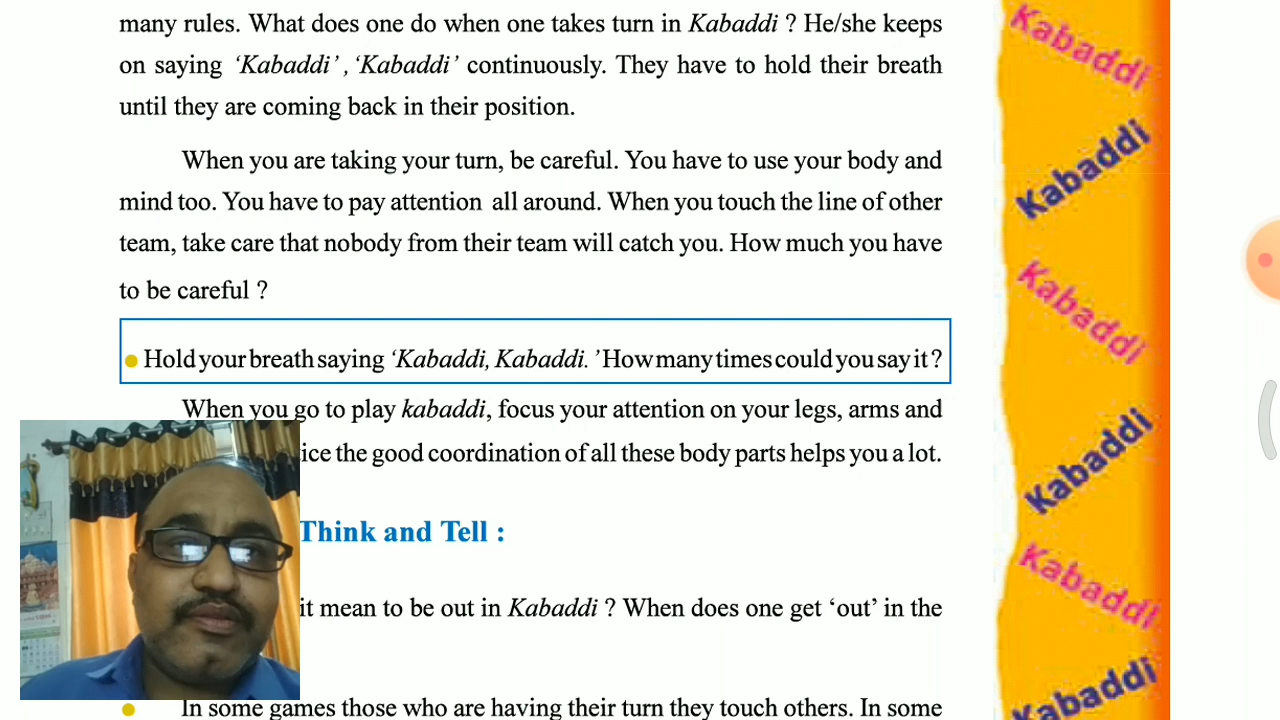 many rules. What does one do when one takes turn in Kabaddi ? He/she keeps
on saying ‘Kabaddi’ , ‘Kabaddi’ continuously. They have to hold their breath
until they are coming back in their position.
When you are taking your turn, be careful. You have to use your body and
mind too. You have to pay attention all around. When you touch the line of other
team, take care that nobody from their team will catch you. How much you have
to be careful ?
Hold your breath saying ‘Kabaddi, Kabaddi. ’ How many times could you say it ?
When you go to play kabaddi, focus your attention on your legs, arms and
ice the good coordination of all these body parts helps you a lot.
Think and Tell :
it mean to be out in Kabaddi ? When does one get ‘out’ in the
In some games those who are having their turn they touch others. In some
Kabaddi
Kabaddi
Kabaddi
Kabaddi
Kabaddi
Kabaddi